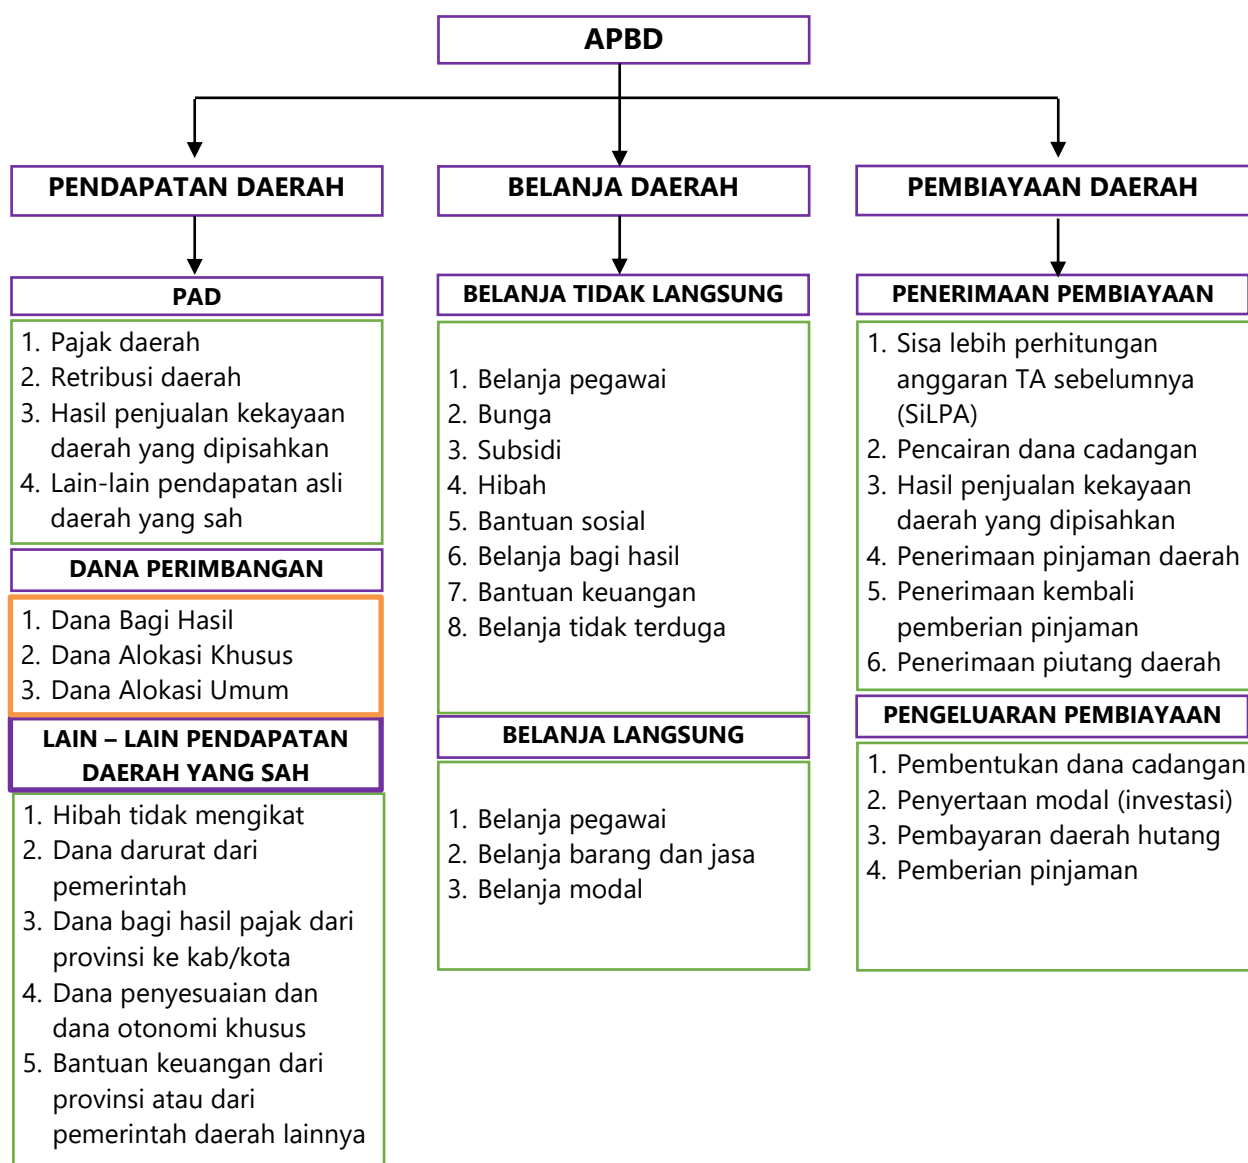 APBD
PENDAPATAN DAERAH
PAD
1. Pajak daerah
2. Retribusi daerah
3. Hasil penjualan kekayaan
daerah yang dipisahkan
4. Lain-lain pendapatan asli
daerah yang sah
DANA PERIMBANGAN
1. Dana Bagi Hasil
2. Dana Alokasi Khusus
3. Dana Alokasi Umum
LAIN – LAIN PENDAPATAN
DAERAH YANG SAH
1. Hibah tidak mengikat
2. Dana darurat dari
pemerintah
3. Dana bagi hasil pajak dari
provinsi ke kab/kota
4. Dana penyesuaian dan
dana otonomi khusus
5. Bantuan keuangan dari
provinsi atau dari
pemerintah daerah lainnya
BELANJA DAERAH
BELANJA TIDAK LANGSUNG
1. Belanja pegawai
2. Bunga
3. Subsidi
4. Hibah
5. Bantuan sosial
6. Belanja bagi hasil
7. Bantuan keuangan
8. Belanja tidak terduga
BELANJA LANGSUNG
1. Belanja pegawai
2. Belanja barang dan jasa
3. Belanja modal
PEMBIAYAAN DAERAH
PENERIMAAN PEMBIAYAAN
1. Sisa lebih perhitungan
anggaran TA sebelumnya
(SiLPA)
2. Pencairan dana cadangan
3. Hasil penjualan kekayaan
daerah yang dipisahkan
4. Penerimaan pinjaman daerah
5. Penerimaan kembali
pemberian pinjaman
6. Penerimaan piutang daerah
PENGELUARAN PEMBIAYAAN
1. Pembentukan dana cadangan
2. Penyertaan modal (investasi)
3. Pembayaran daerah hutang
4. Pemberian pinjaman